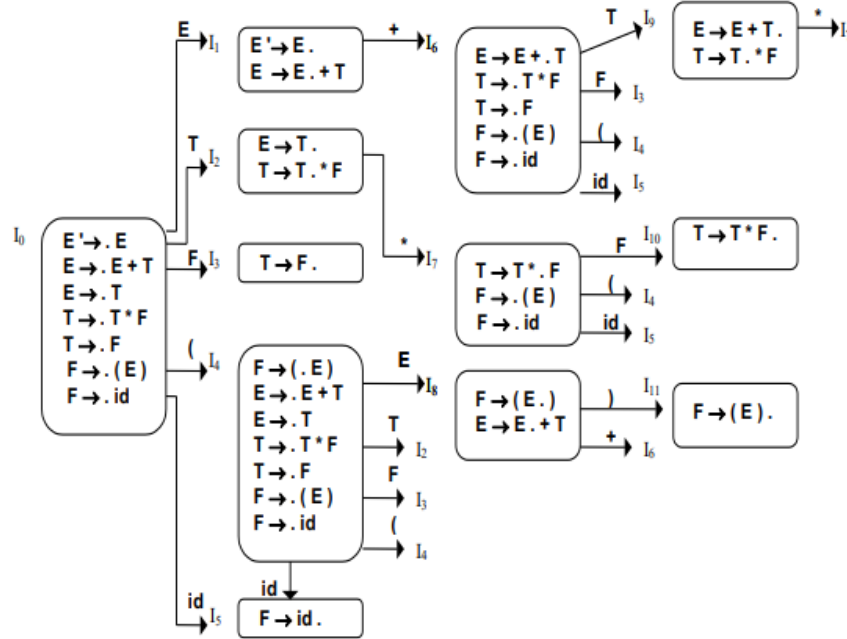 E I₁
E'→E.
E→E.+T
+ I₆
E→E+.T
T→.T*F
T→.F
F→.(E)
F→.id
T I₉
F I₃
( I₄
id I₅
E→E+T.
T→T.*F
*
T I₂
E→T.
T→T.*F
* I₇
I₀
E'→.E
E→.E+T
E→.T
T→.T*F
T→.F
F→.(E)
F→.id
F I₃
T→F.
T→T*.F
F→.(E)
F→.id
F I₁₀
( I₄
id I₅
T→T*F.
( I₄
F→(.E)
E→.E+T
E→.T
T→.T*F
T→.F
F→.(E)
F→.id
E I₈
T I₂
F I₃
( I₄
F→(E.)
E→E.+T
) I₁₁
+ I₆
F→(E).
id
id I₅
F→id.